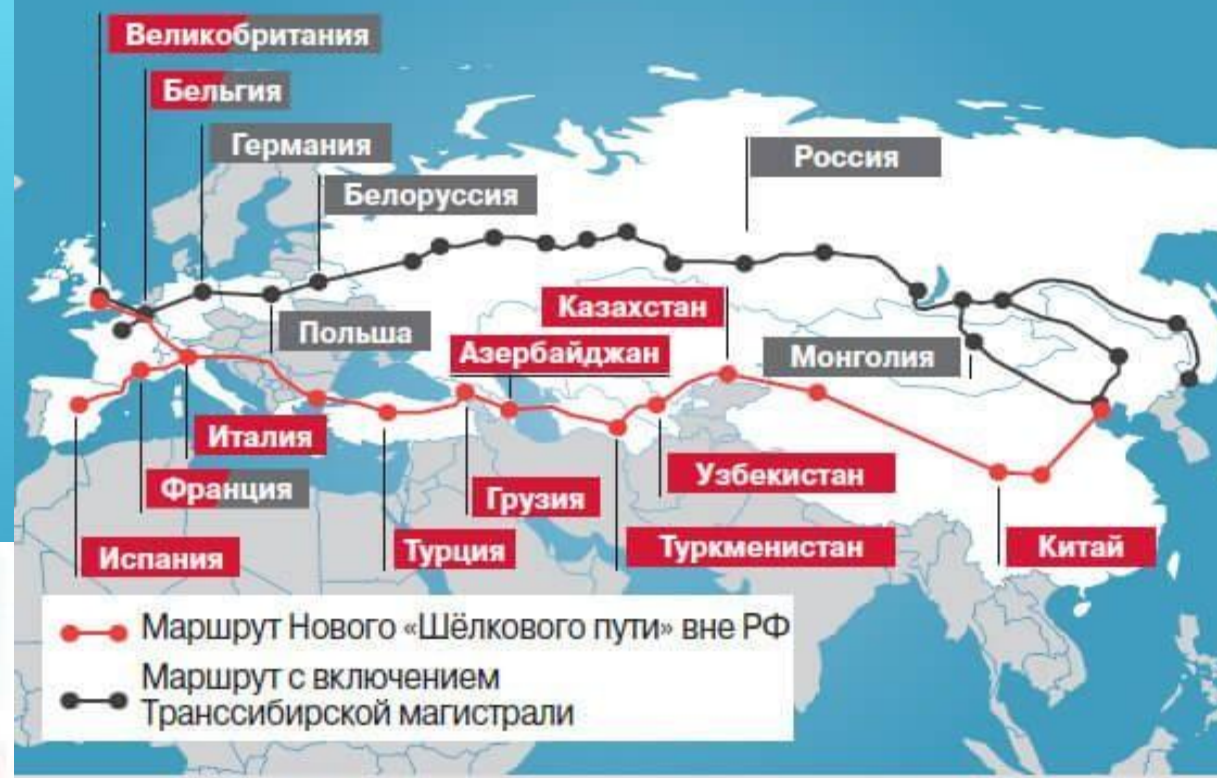 Великобритания
Бельгия
Германия
Россия
Белоруссия
Казахстан
Польша
Азербайджан
Монголия
Италия
Узбекистан
Франция
Грузия
Испания
Турция
Туркменистан
Китай
Маршрут Нового «Шёлкового пути» вне РФ
Маршрут с включением
Транссибирской магистрали